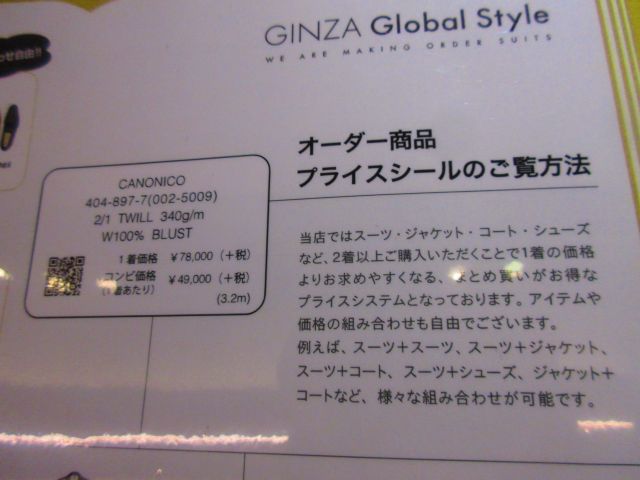 GINZA Global Style
WE ARE MAKING ORDER SUITS
わせ自由!!
オーダー商品
プライスシールのご覧方法
CANONICO
404-897-7(002-5009)
2/1 TWILL 340g/m
W100% BLUST
1着価格 ¥78,000 (+税)
コンビ価格 ¥49,000 (+税)
(1着あたり)
(3.2m)
当店ではスーツ・ジャケット・コート・シューズ
など、2着以上ご購入いただくことで1着の価格
よりお求めやすくなる、まとめ買いがお得な
プライスシステムとなっております。アイテムや
価格の組み合わせも自由でございます。
例えば、スーツ+スーツ、スーツ+ジャケット、
スーツ+コート、スーツ+シューズ、ジャケット+
コートなど、様々な組み合わせが可能です。